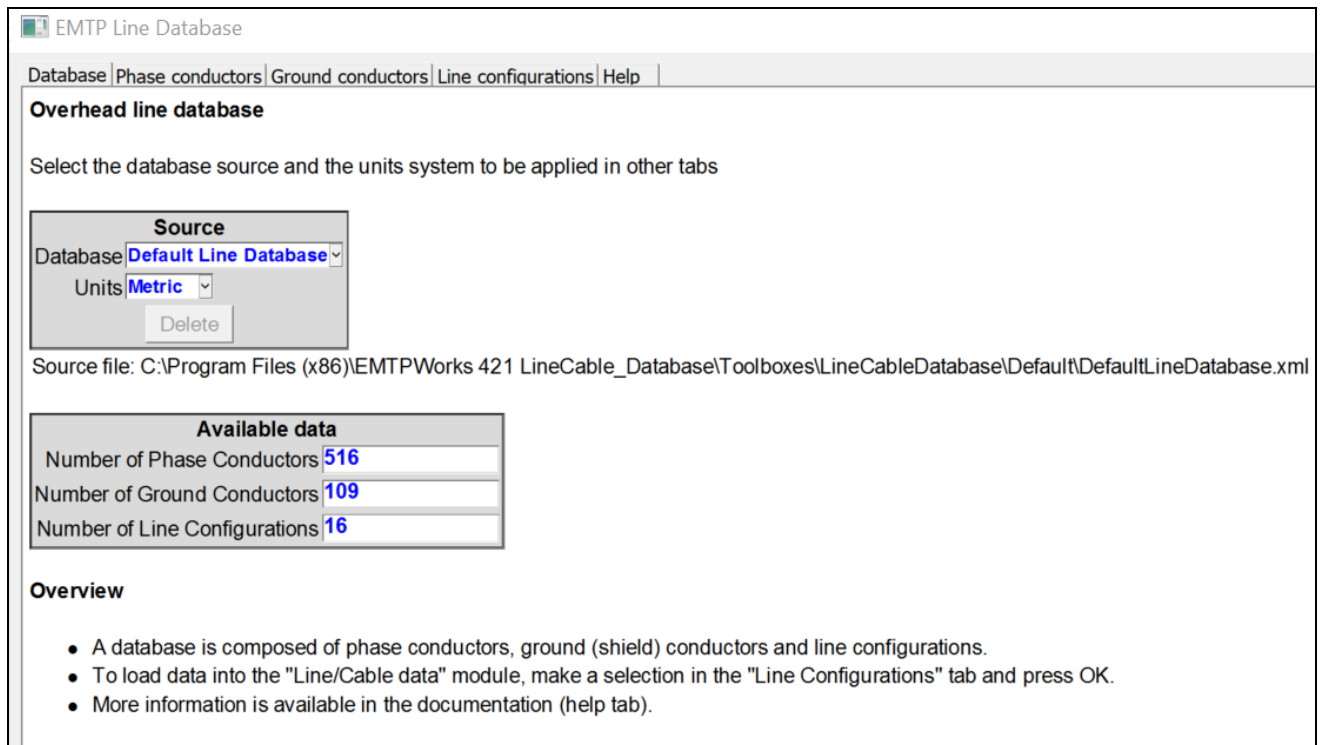 EMTP Line Database
Database Phase conductors Ground conductors Line configurations Help
Overhead line database
Select the database source and the units system to be applied in other tabs
Source
Database Default Line Database
Units Metric
Delete
Source file: C:\Program Files (x86)\EMTPWorks 421 LineCable_Database\Toolboxes\LineCableDatabase\Default\DefaultLineDatabase.xml
Available data
Number of Phase Conductors 516
Number of Ground Conductors 109
Number of Line Configurations 16
Overview
● A database is composed of phase conductors, ground (shield) conductors and line configurations.
● To load data into the "Line/Cable data" module, make a selection in the "Line Configurations" tab and press OK.
● More information is available in the documentation (help tab).